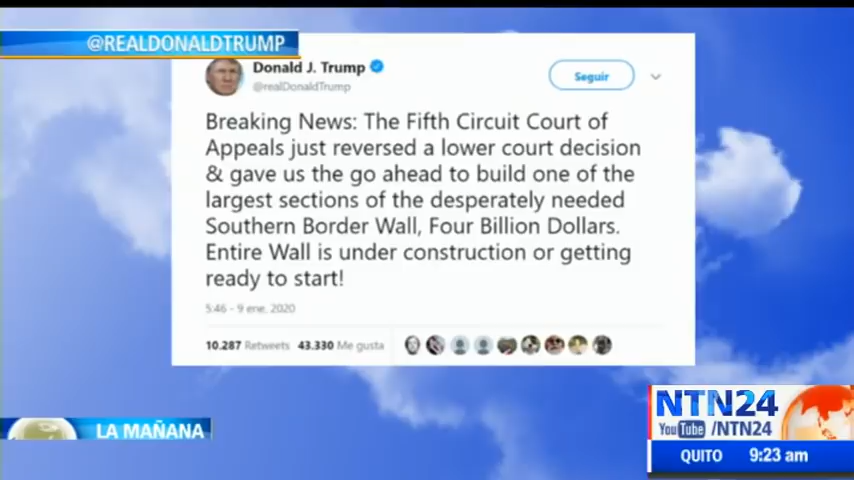 @REALDONALDTRUMP
Donald J. Trump
@realDonaldTrump
Seguir
Breaking News: The Fifth Circuit Court of
Appeals just reversed a lower court decision
& gave us the go ahead to build one of the
largest sections of the desperately needed
Southern Border Wall, Four Billion Dollars.
Entire Wall is under construction or getting
ready to start!
5:46 - 9 ene. 2020
10.287 Retweets 43.330 Me gusta
LA MAÑANA
NTN24
YouTube /NTN24
QUITO 9:23 am